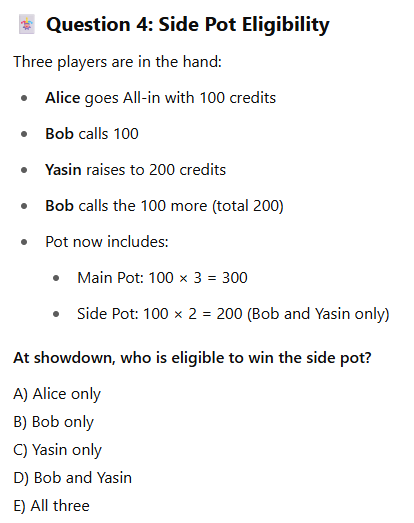 🃏 Question 4: Side Pot Eligibility
Three players are in the hand:
• Alice goes All-in with 100 credits
• Bob calls 100
• Yasin raises to 200 credits
• Bob calls the 100 more (total 200)
• Pot now includes:
• Main Pot: 100 × 3 = 300
• Side Pot: 100 × 2 = 200 (Bob and Yasin only)
At showdown, who is eligible to win the side pot?
A) Alice only
B) Bob only
C) Yasin only
D) Bob and Yasin
E) All three